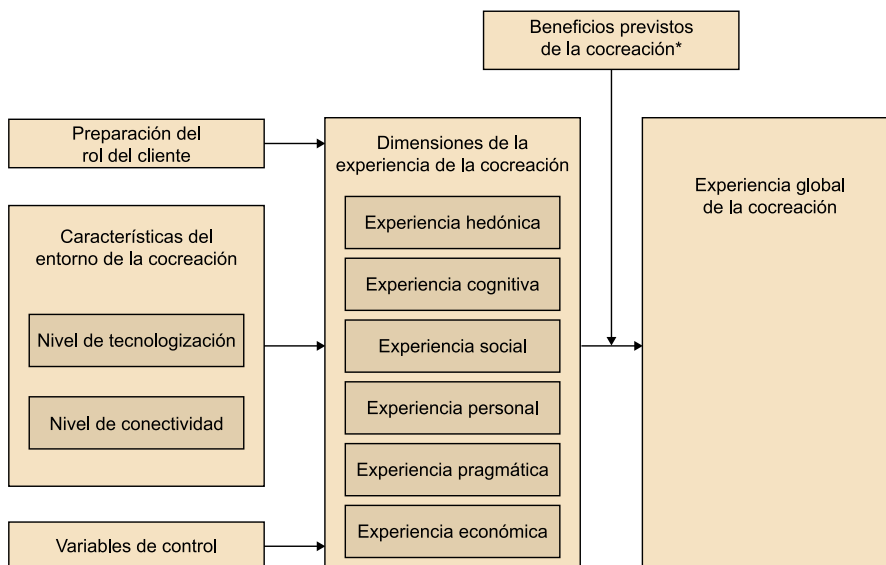 Beneficios previstos
de la cocreación*
Preparación del
rol del cliente
Características del
entorno de la cocreación
Nivel de tecnologización
Nivel de conectividad
Variables de control
Dimensiones de la
experiencia de la cocreación
Experiencia hedónica
Experiencia cognitiva
Experiencia social
Experiencia personal
Experiencia pragmática
Experiencia económica
Experiencia global
de la cocreación